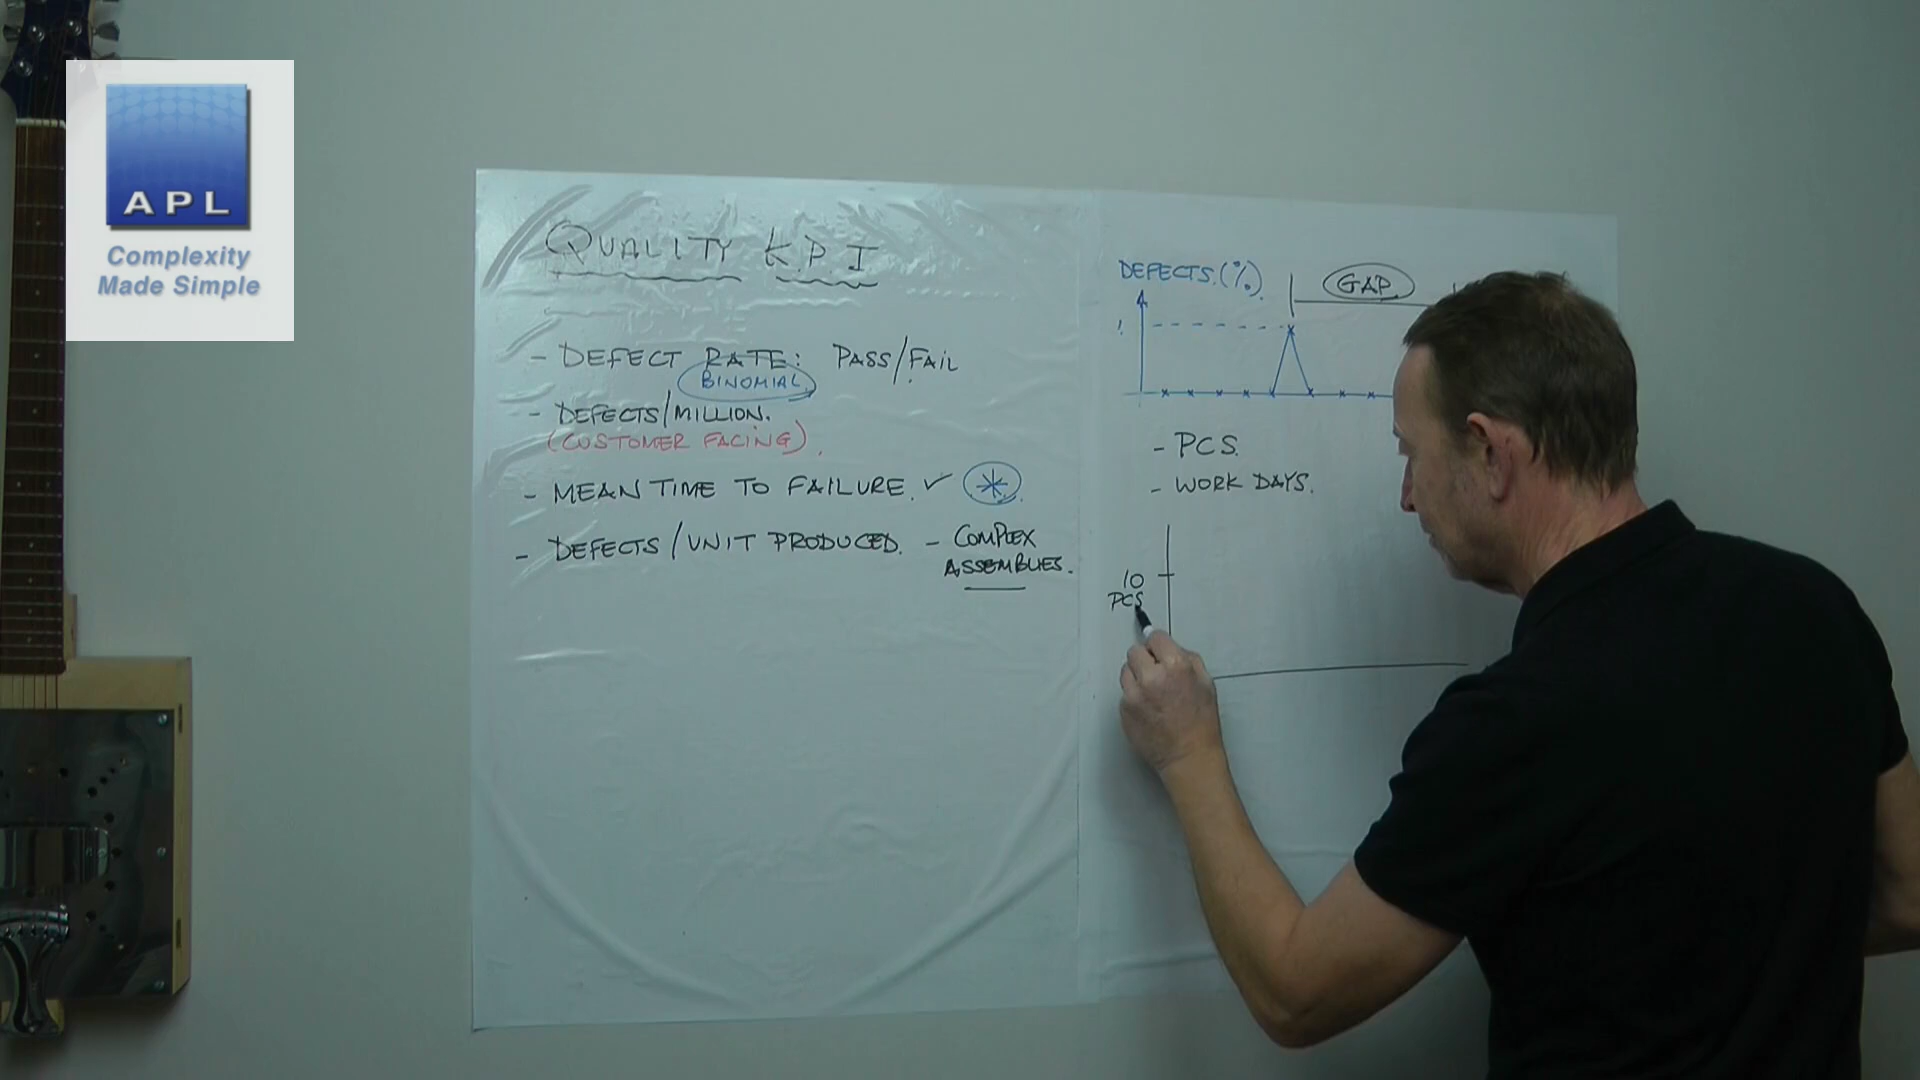 APL
Complexity
Made Simple
QUALITY K.P.I
- DEFECT RATE: PASS/FAIL
BINOMIAL
- DEFECTS/MILLION.
(CUSTOMER FACING).
- MEAN TIME TO FAILURE. ✓ *
- DEFECTS/UNIT PRODUCED. - COMPLEX
ASSEMBLIES.
DEFECTS.(%).
GAP
- PCS.
- WORK DAYS.
10
PCS